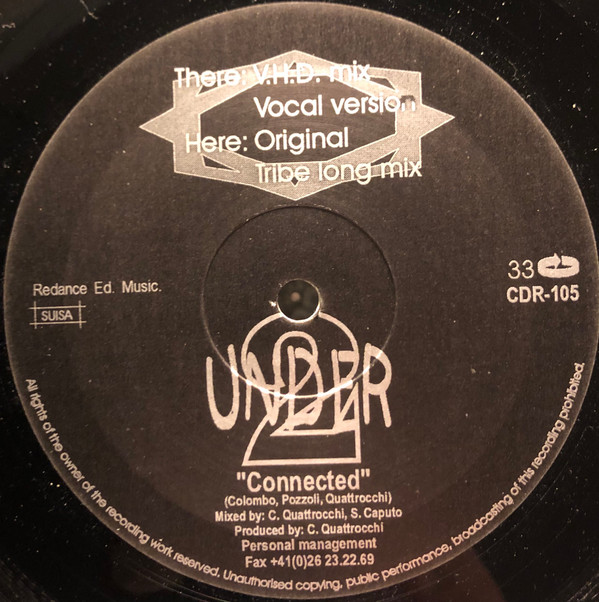 There: V.H.D. mix
Vocal version
Here: Original
Tribe long mix
33
CDR-105
Redance Ed. Music.
SUISA
UNDER
2
"Connected"
(Colombo, Pozzoli, Quattrocchi)
Mixed by: C. Quattrocchi, S. Caputo
Produced by: C. Quattrocchi
Personal management
Fax +41(0)26 23.22.69
All rights of the owner of the recording work reserved. Unauthorised copying, public performance, broadcasting of this recording prohibited.